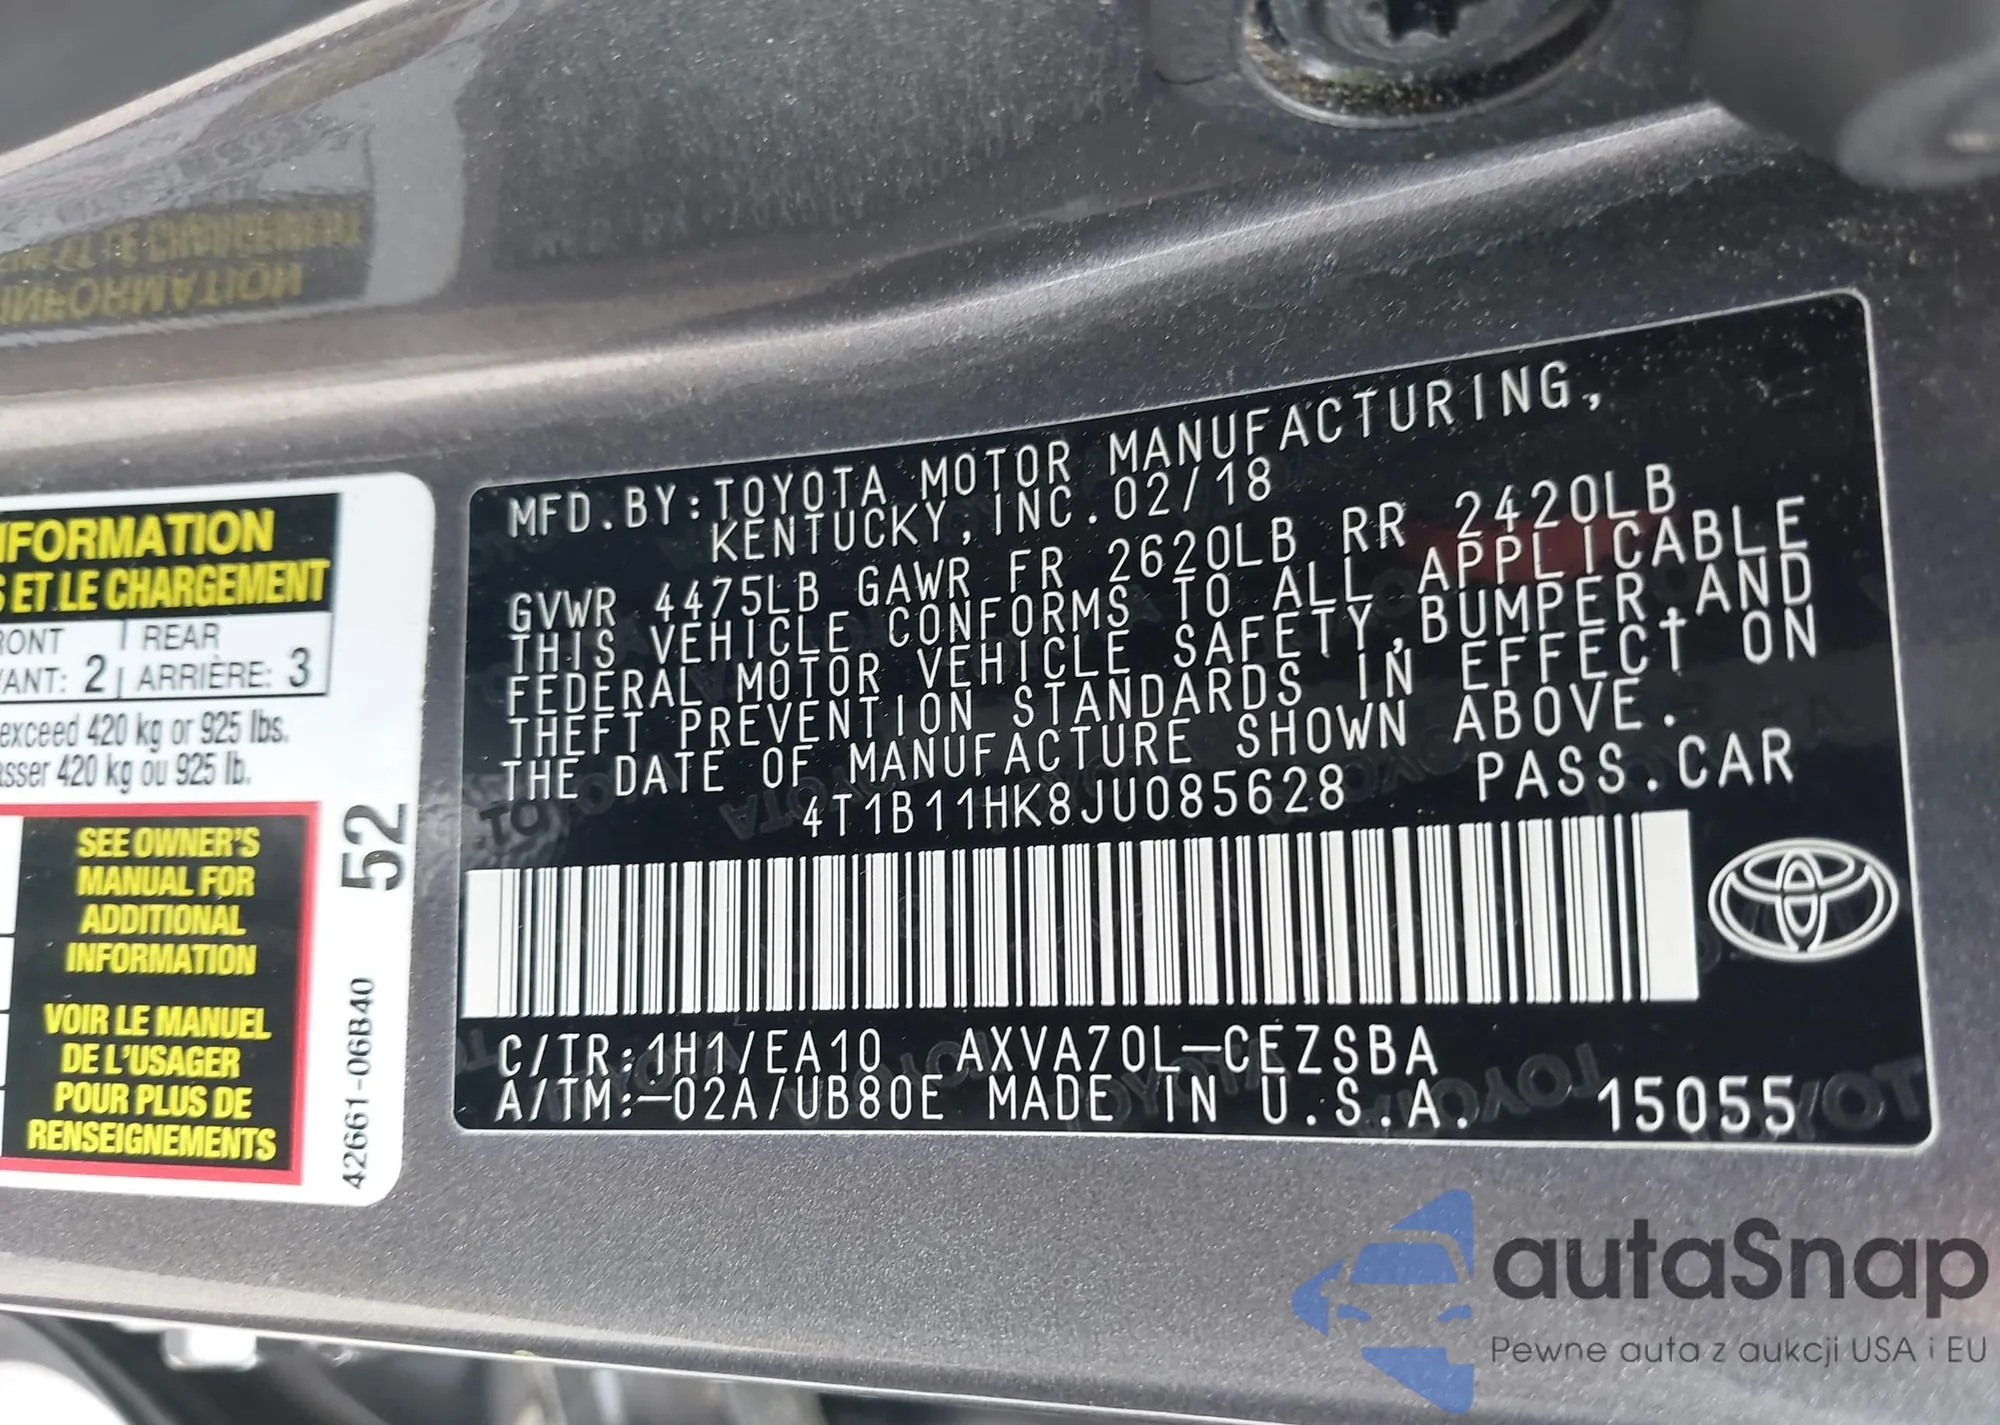 INFORMATION
ET LE CHARGEMENT
REAR
2 ARRIÈRE: 3
exceed 420 kg or 925 lbs.
420 kg ou 925 lb.
SEE OWNER'S
MANUAL FOR
ADDITIONAL
INFORMATION
VOIR LE MANUEL
DE L'USAGER
POUR PLUS DE
RENSEIGNEMENTS
52
42661-06B40
MFD.BY:TOYOTA MOTOR MANUFACTURING,
KENTUCKY,INC.02/18
GVWR 4475LB GAWR FR 2620LB RR 2420LB
THIS VEHICLE CONFORMS TO ALL APPLICABLE
FEDERAL MOTOR VEHICLE SAFETY,BUMPER,AND
THEFT PREVENTION STANDARDS IN EFFECT ON
THE DATE OF MANUFACTURE SHOWN ABOVE.
4T1B11HK8JU085628 PASS.CAR
C/TR:1H1/EA10 AXVA70L-CEZSBA
A/TM:-02A/UB80E MADE IN U.S.A. 15055
autaSnap
Pewne auta z aukcji USA i EU